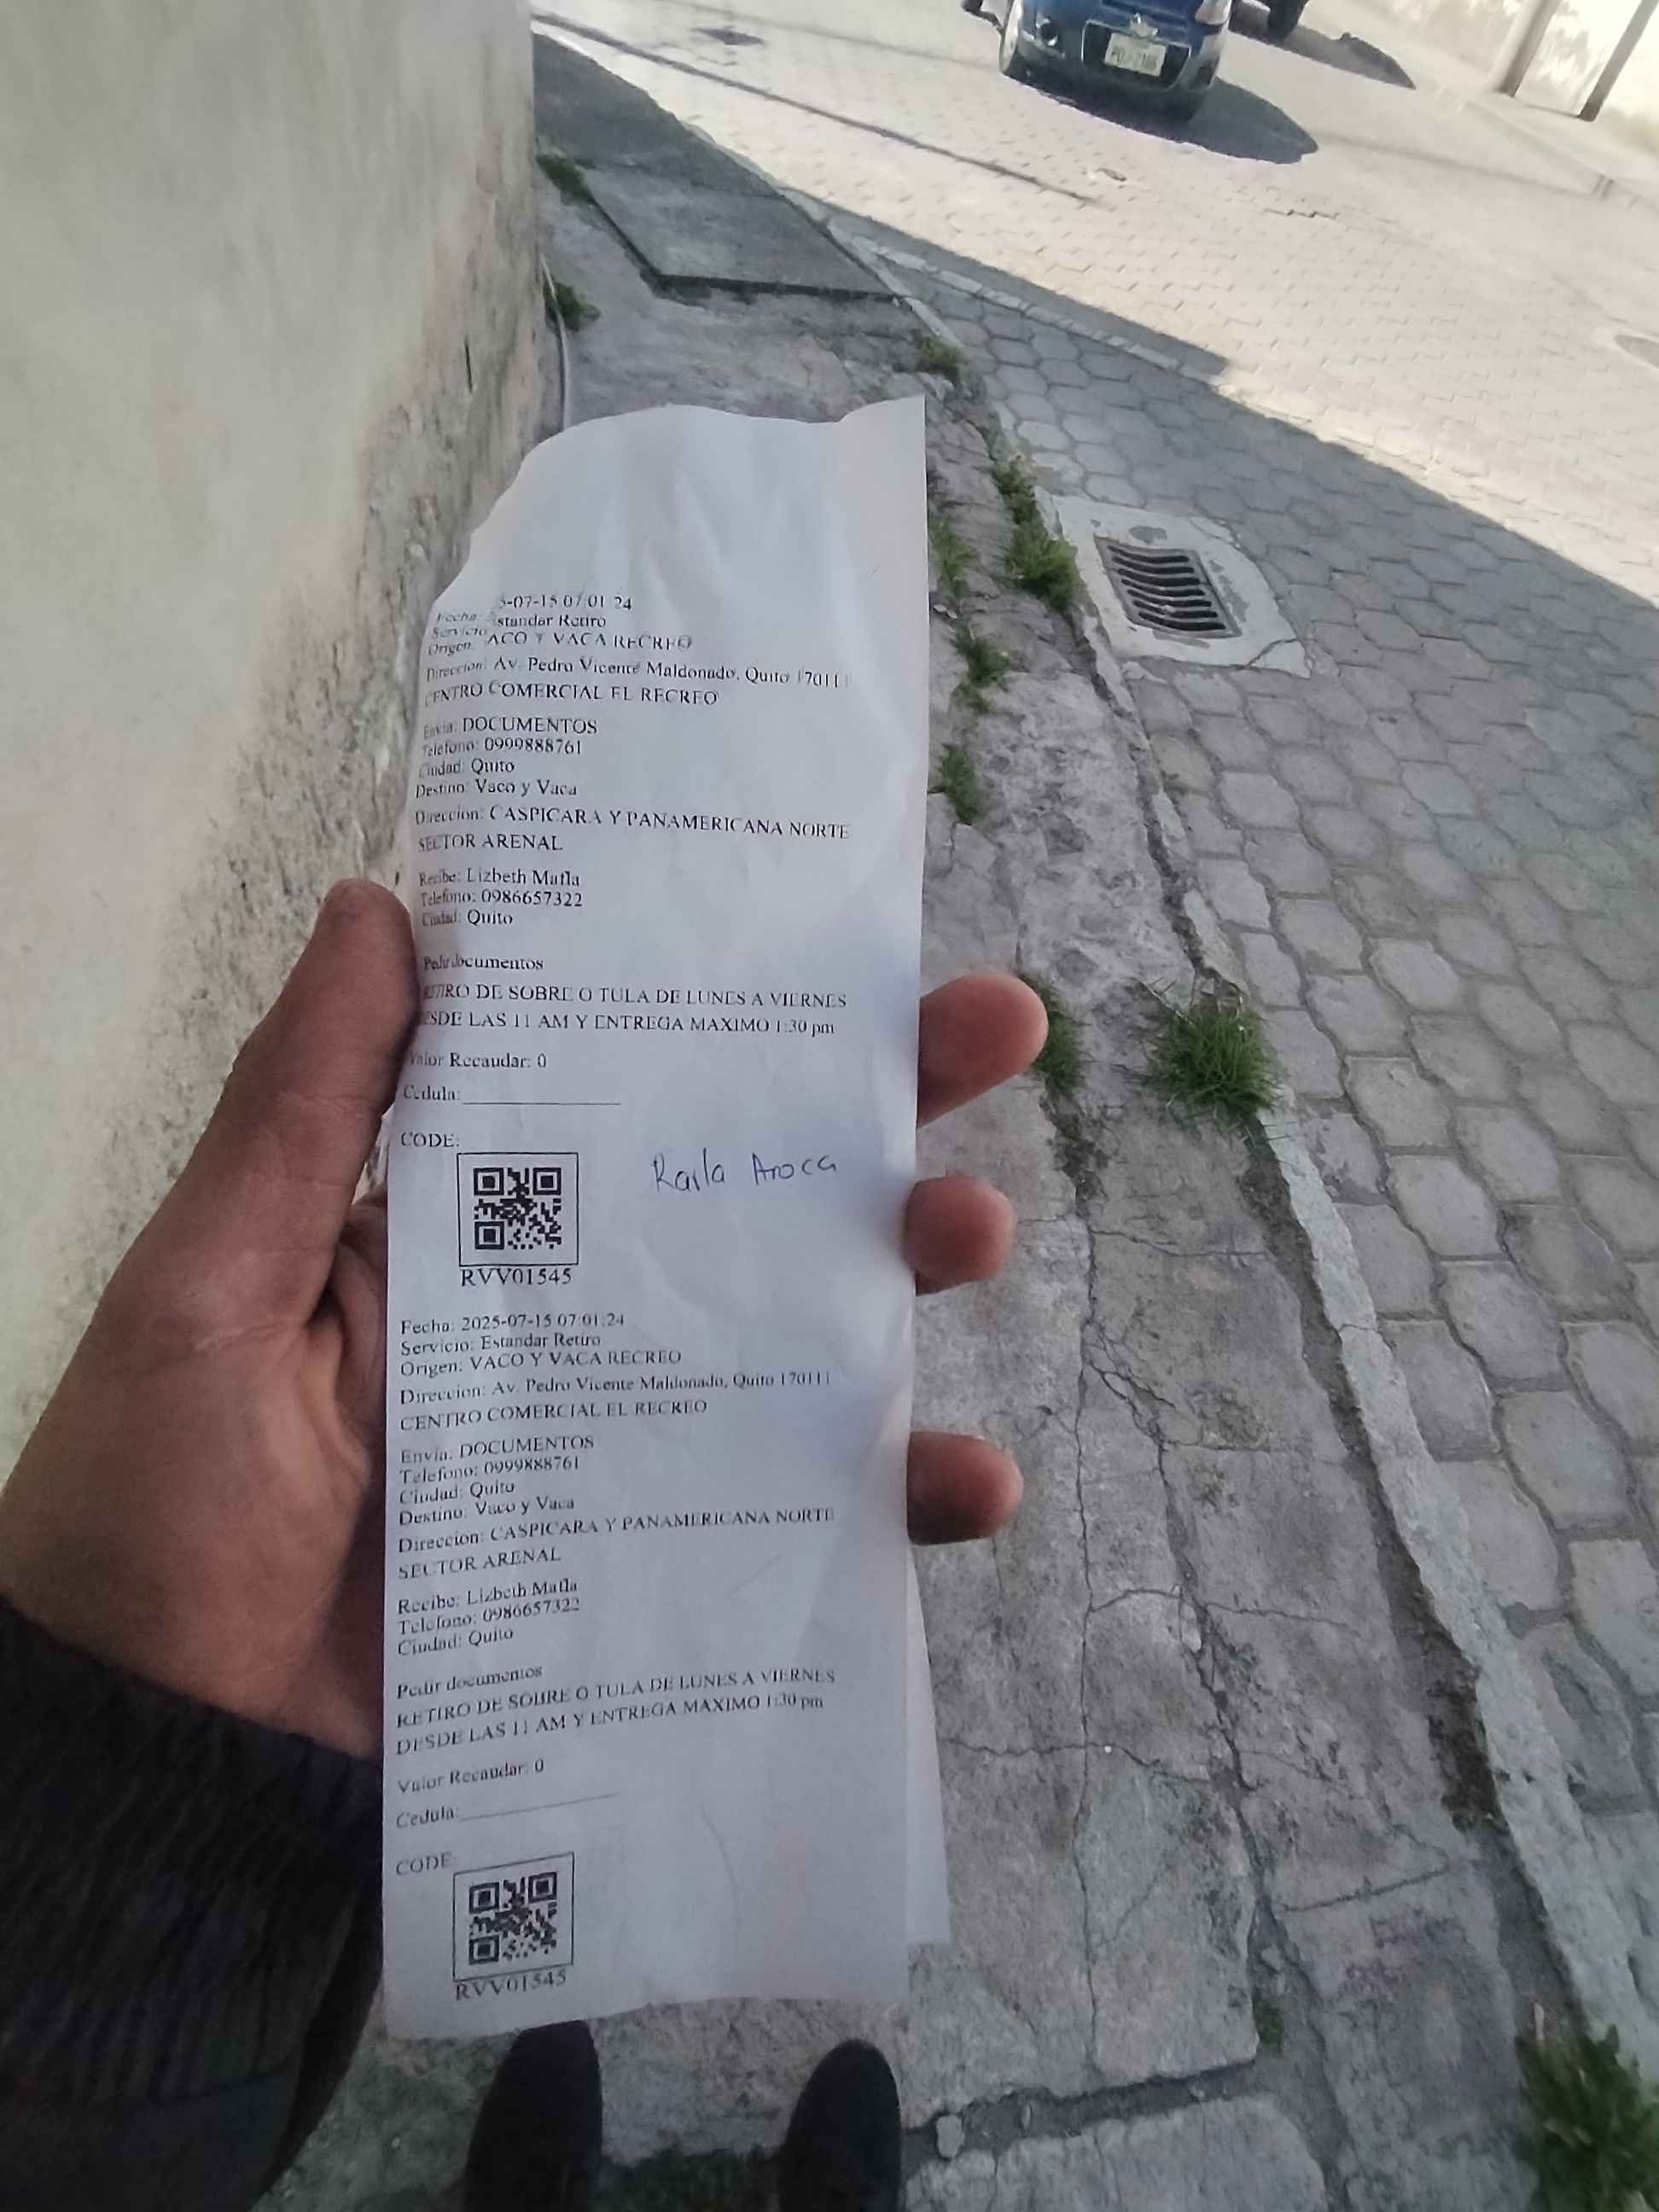 5-07-15 07:01:24
Fecha:
Servicio: Estandar Retiro
Origen: VACO Y VACA RECREO
Direccion: Av. Pedro Vicente Maldonado, Quito 170111
CENTRO COMERCIAL EL RECREO
Envia: DOCUMENTOS
Telefono: 0999888761
Ciudad: Quito
Destino: Vaco y Vaca
Direccion: CASPICARA Y PANAMERICANA NORTE
SECTOR ARENAL
Recibe: Lizbeth Mafla
Telefono: 0986657322
Ciudad: Quito
Pedir documentos
RETIRO DE SOBRE O TULA DE LUNES A VIERNES
ESDE LAS 11 AM Y ENTREGA MAXIMO 1:30 pm
Valor Recaudar: 0
Cedula:
CODE:
Karla Aroca
RVV01545
Fecha: 2025-07-15 07:01:24
Servicio: Estandar Retiro
Origen: VACO Y VACA RECREO
Direccion: Av. Pedro Vicente Maldonado, Quito 170111
CENTRO COMERCIAL EL RECREO
Envia: DOCUMENTOS
Telefono: 0999888761
Ciudad: Quito
Destino: Vaco y Vaca
Direccion: CASPICARA Y PANAMERICANA NORTE
SECTOR ARENAL
Recibe: Lizbeth Mafla
Telefono: 0986657322
Ciudad: Quito
Pedir documentos
RETIRO DE SOBRE O TULA DE LUNES A VIERNES
DESDE LAS 11 AM Y ENTREGA MAXIMO 1:30 pm
Valor Recaudar: 0
Cedula:
CODE:
RVV01545